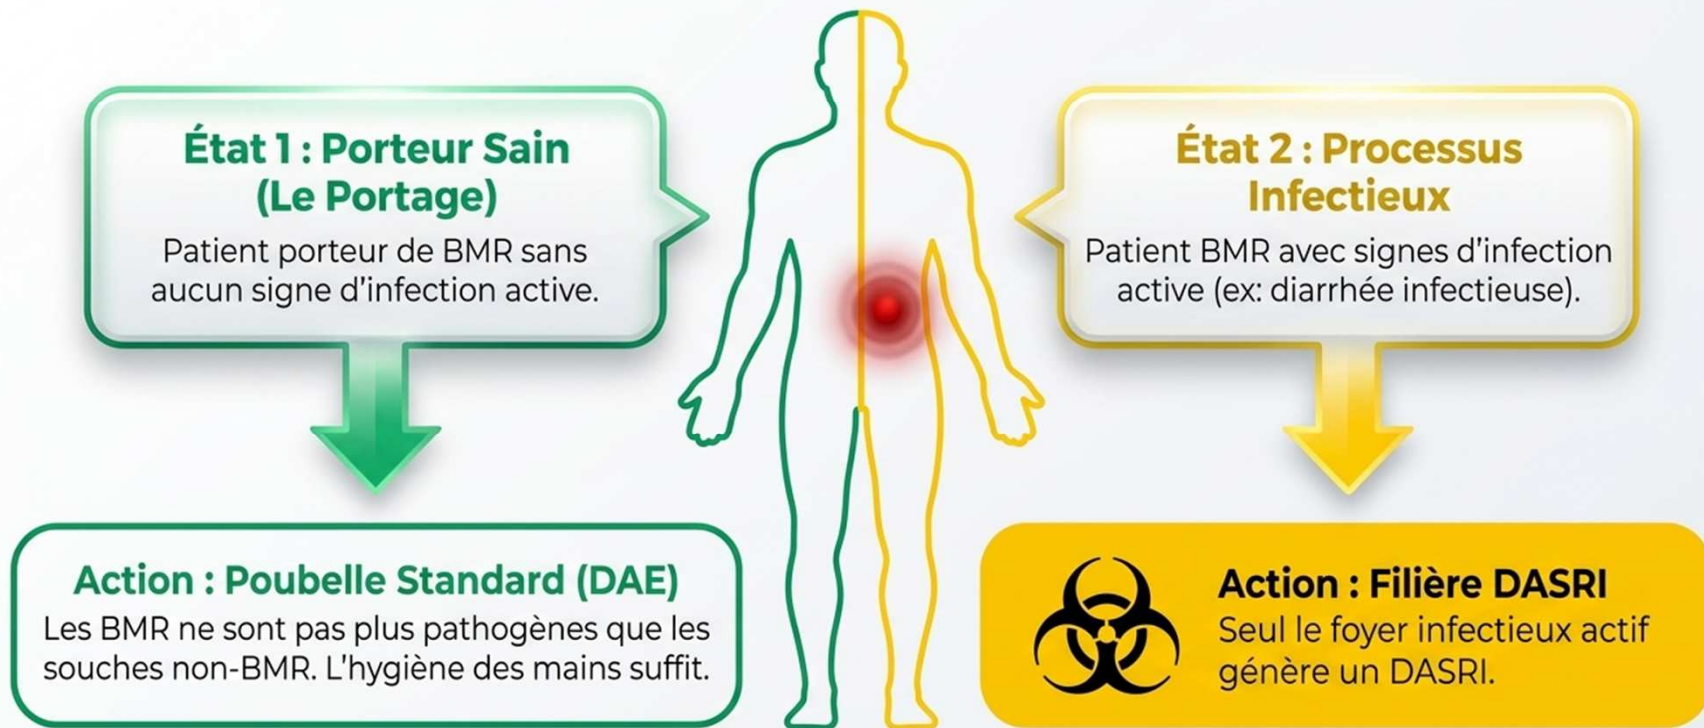 État 1 : Porteur Sain
(Le Portage)
Patient porteur de BMR sans
aucun signe d'infection active.
État 2 : Processus
Infectieux
Patient BMR avec signes d'infection
active (ex: diarrhée infectieuse).
Action : Poubelle Standard (DAE)
Les BMR ne sont pas plus pathogènes que les
souches non-BMR. L'hygiène des mains suffit.
Action : Filière DASRI
Seul le foyer infectieux actif
génère un DASRI.